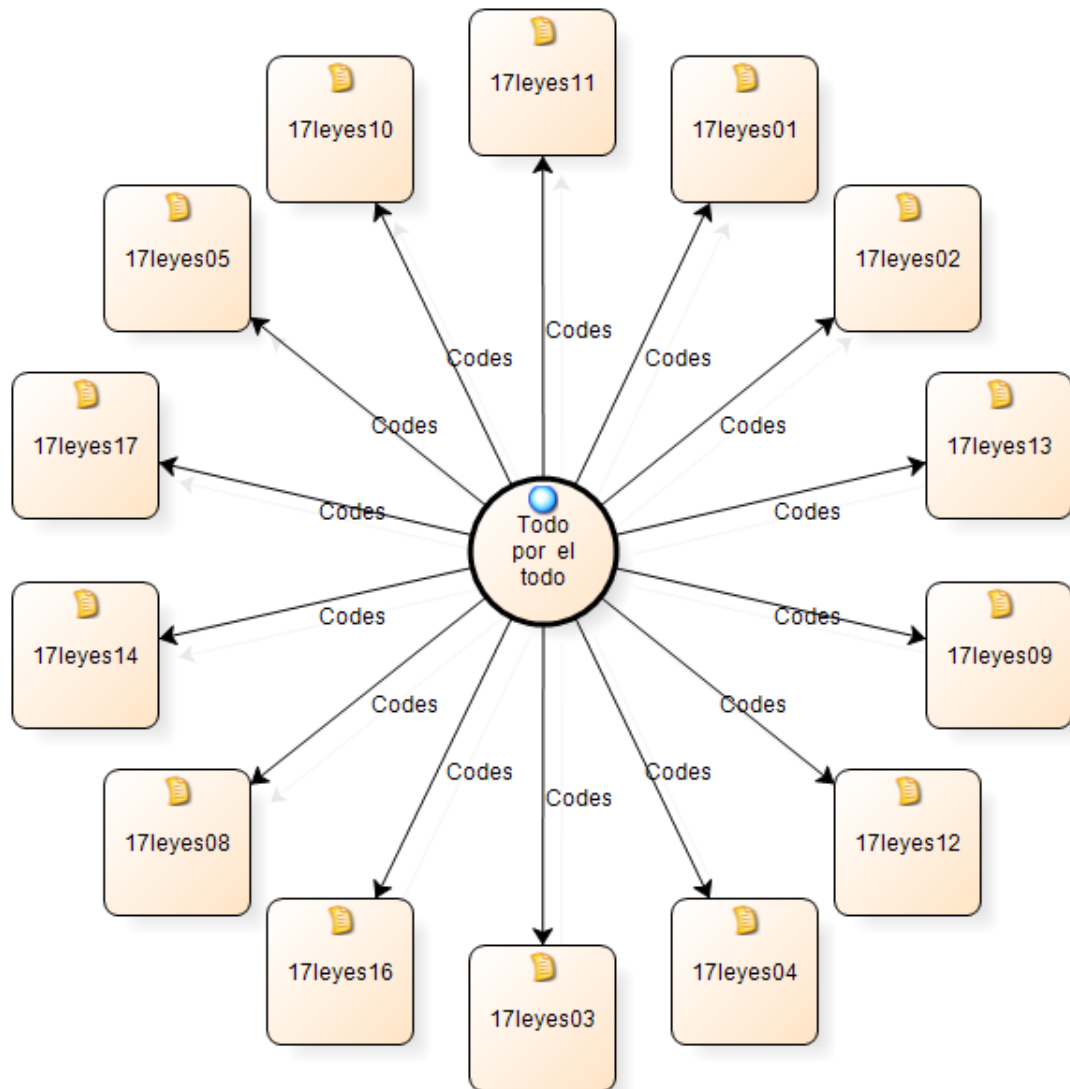 17leyes11
17leyes10
17leyes01
17leyes05
17leyes02
Codes
Codes
Codes
Codes
Codes
17leyes17
17leyes13
Codes
Codes
Todo
por el
todo
Codes
Codes
17leyes14
17leyes09
Codes
Codes
Codes
Codes
Codes
17leyes08
17leyes12
17leyes16
17leyes04
17leyes03